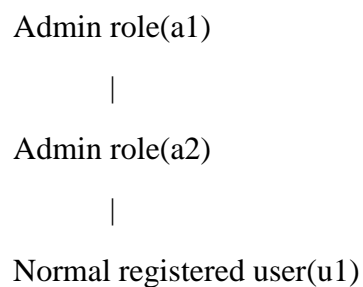 Admin role(a1)
|
Admin role(a2)
|
Normal registered user(u1)